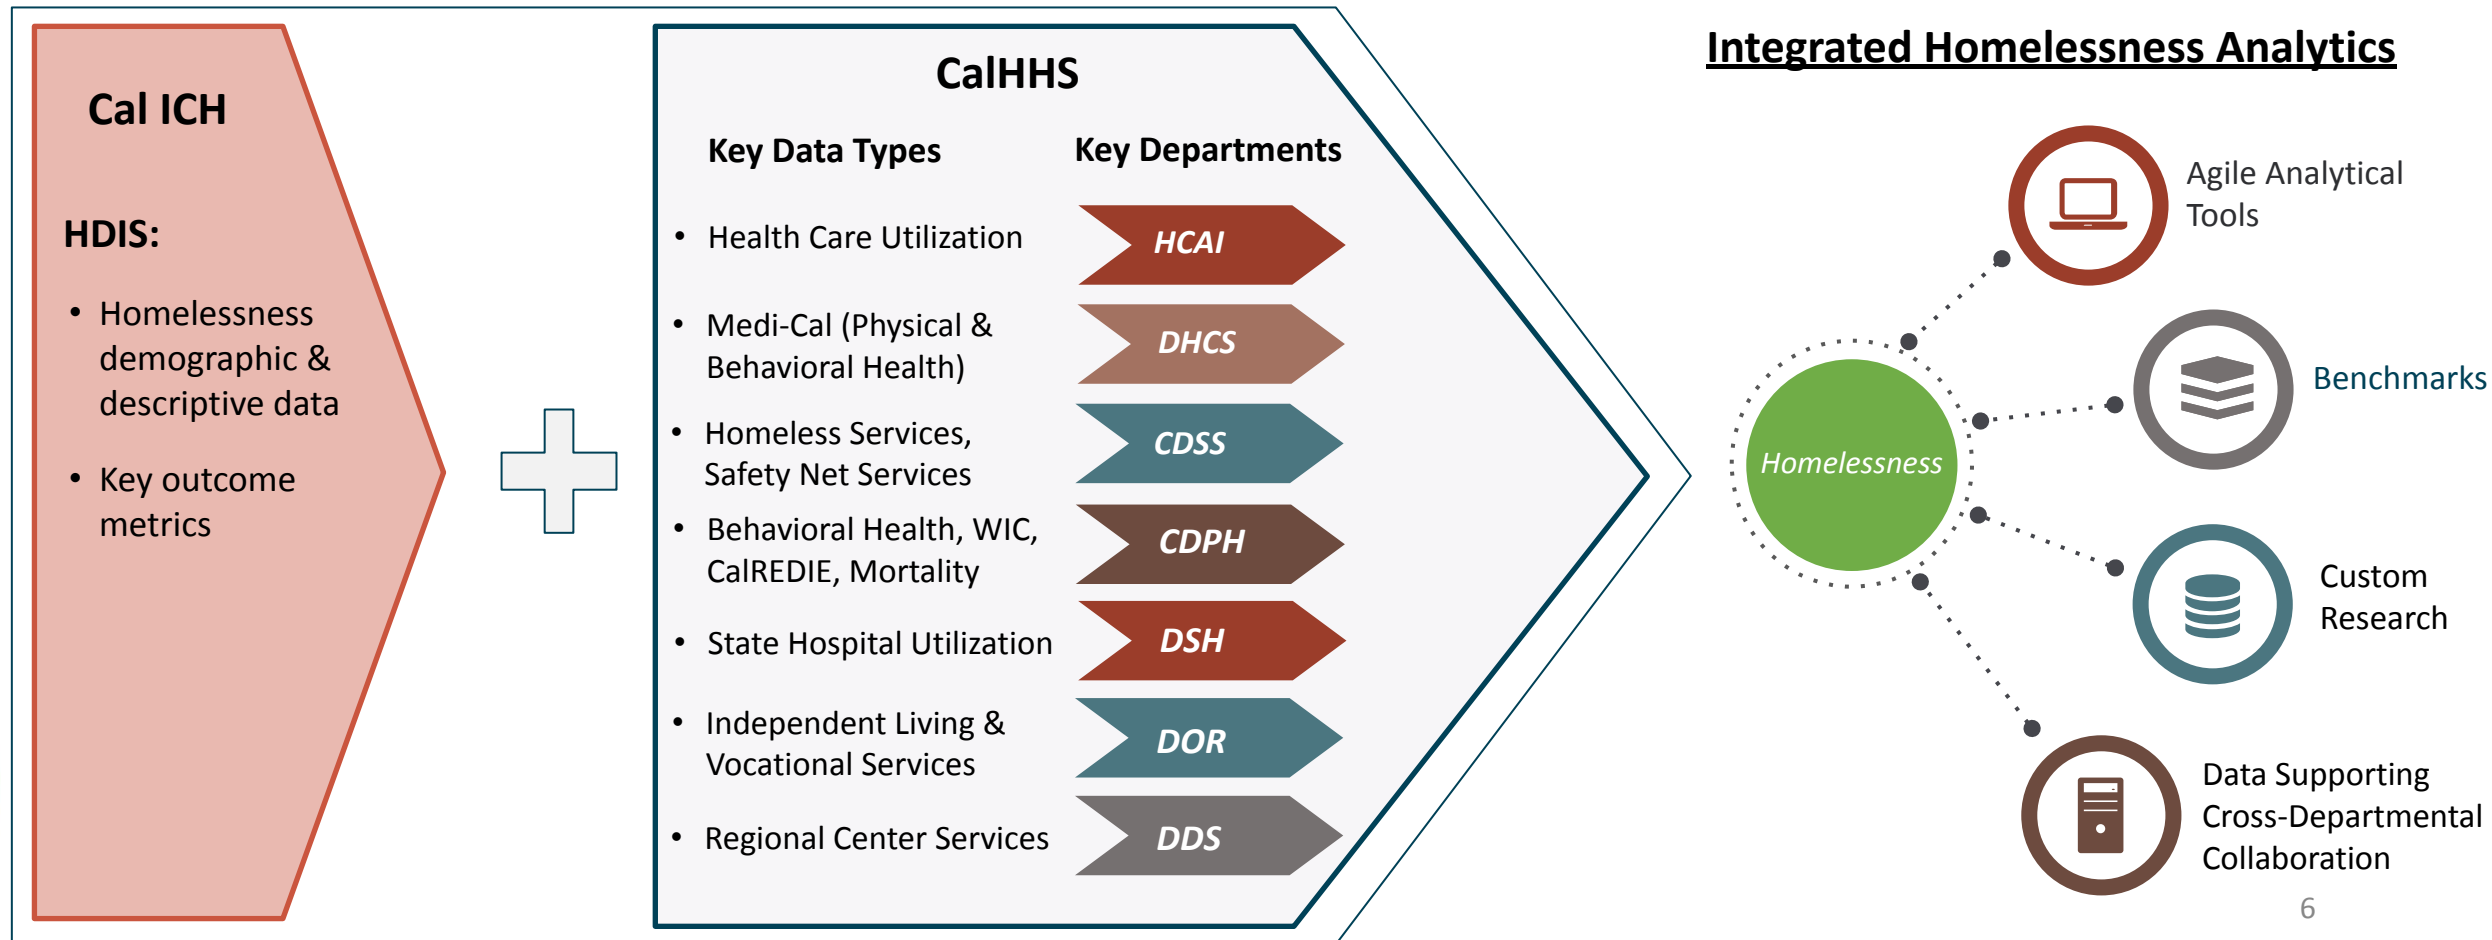 Cal ICH
HDIS:
• Homelessness
demographic &
descriptive data
• Key outcome
metrics
CalHHS
Key Data Types
Key Departments
• Health Care Utilization
HCAI
• Medi-Cal (Physical &
Behavioral Health)
DHCS
• Homeless Services,
Safety Net Services
CDSS
• Behavioral Health, WIC,
CalREDIE, Mortality
CDPH
• State Hospital Utilization
DSH
• Independent Living &
Vocational Services
DOR
• Regional Center Services
DDS
Integrated Homelessness Analytics
Homelessness
Agile Analytical
Tools
Benchmarks
Custom
Research
Data Supporting
Cross-Departmental
Collaboration
6